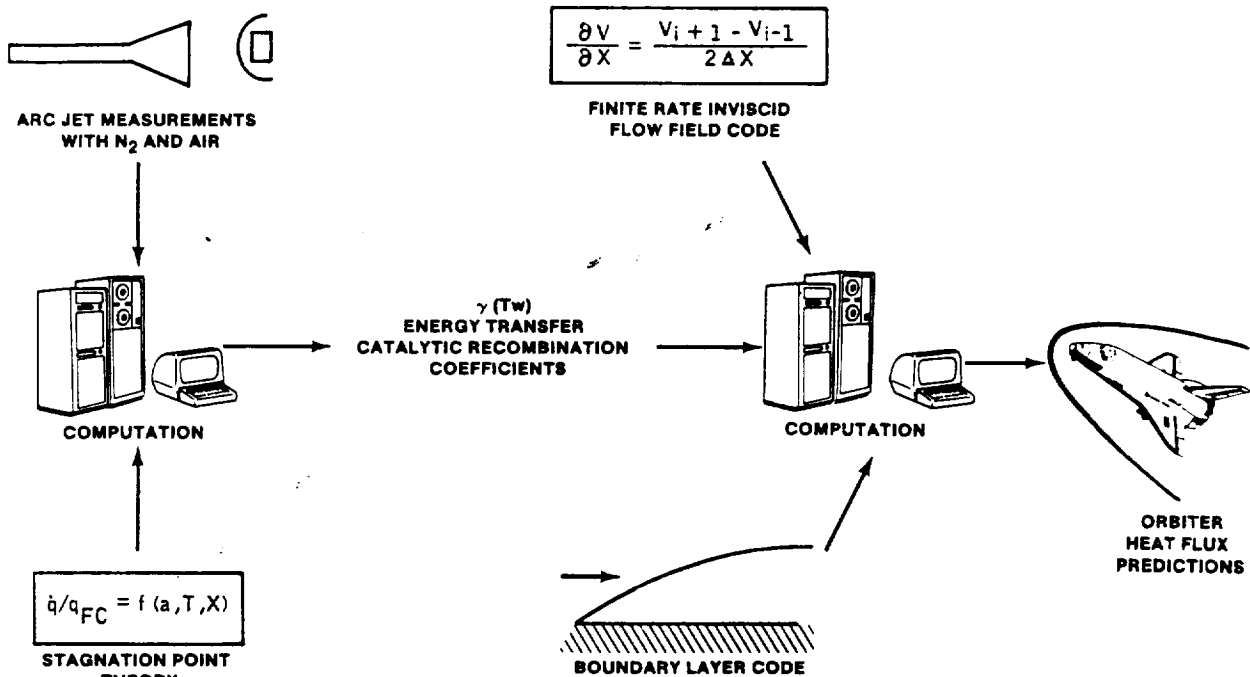 ARC JET MEASUREMENTS
WITH N₂ AND AIR
∂V/∂X = Vi + 1 - Vi-1 / 2ΔX
FINITE RATE INVISCID
FLOW FIELD CODE
COMPUTATION
γ (Tw)
ENERGY TRANSFER
CATALYTIC RECOMBINATION
COEFFICIENTS
COMPUTATION
ORBITER
HEAT FLUX
PREDICTIONS
q̇/qFC = f (a,T,X)
STAGNATION POINT
BOUNDARY LAYER CODE